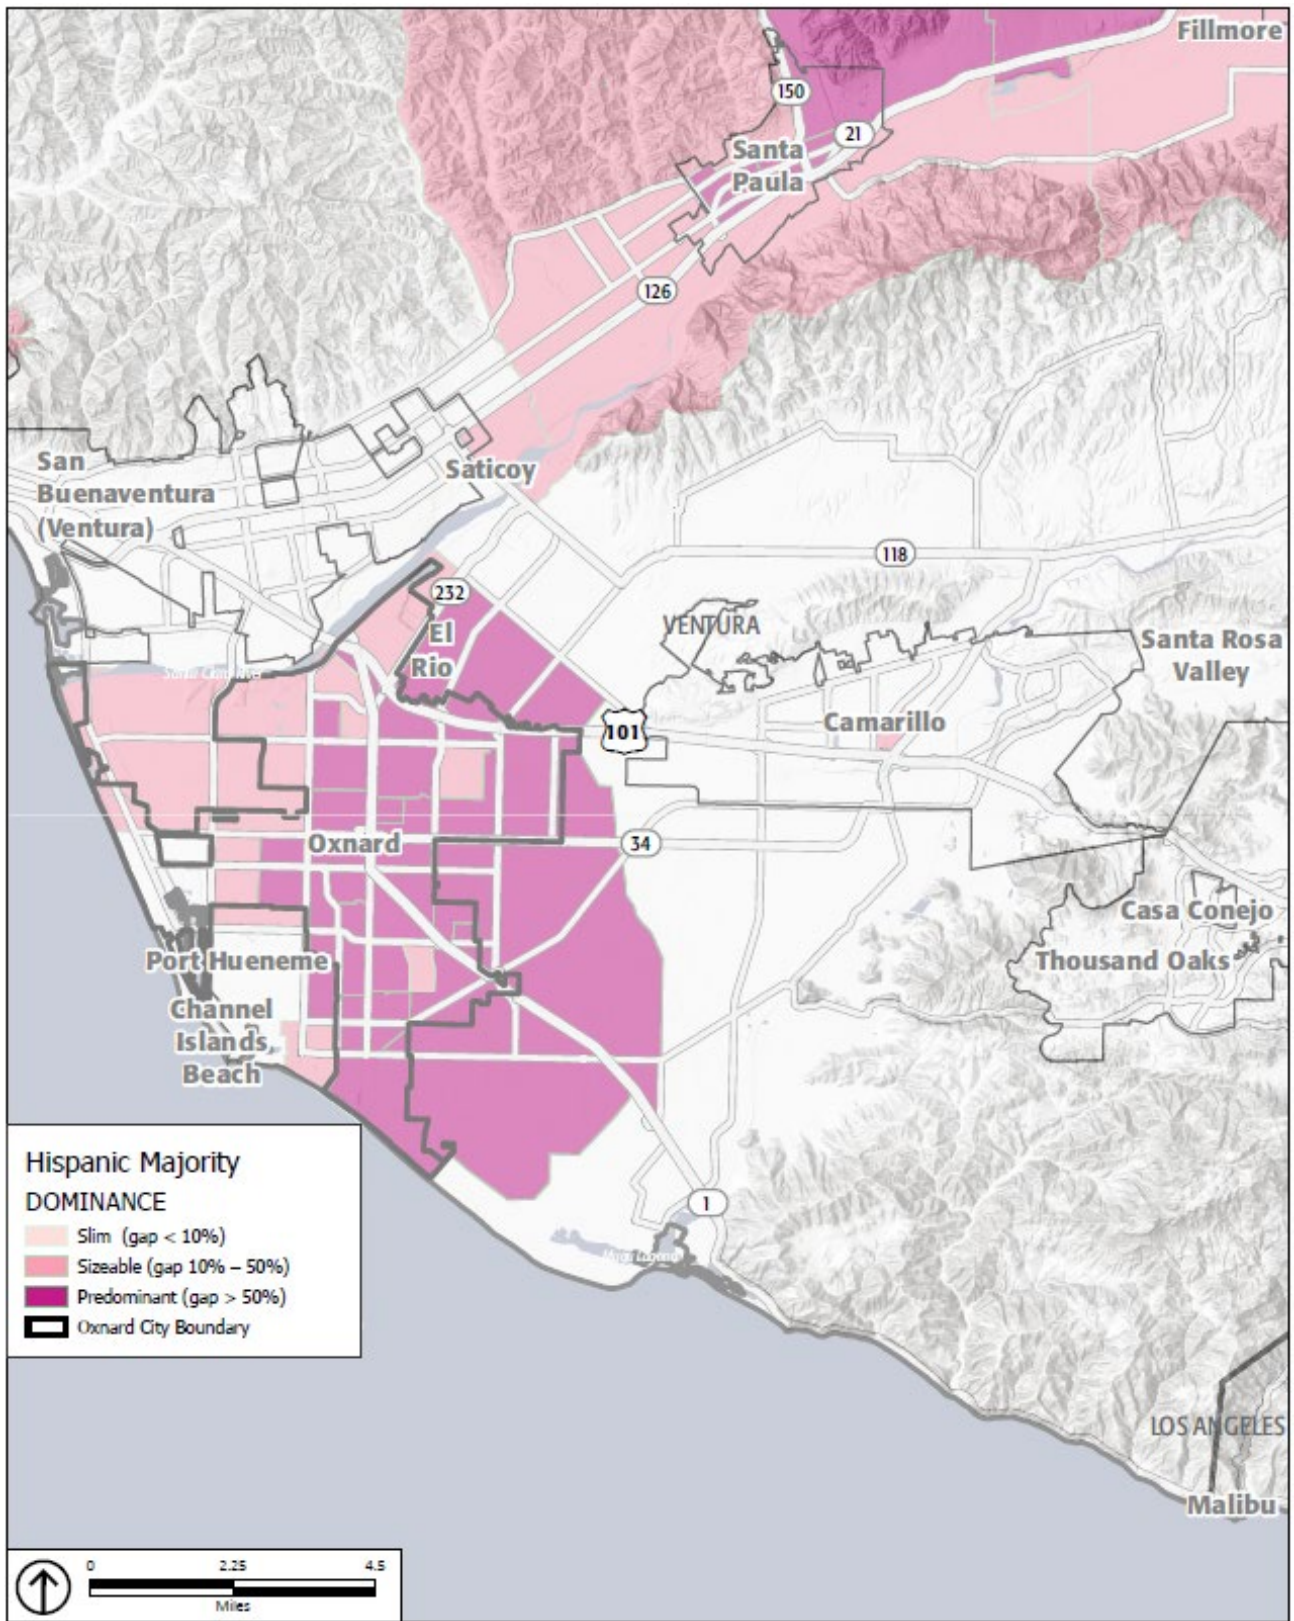 Fillmore
150
21
Santa
Paula
126
San
Buenaventura
(Ventura)
Saticoy
118
232
El
Rio
VENTURA
Santa Rosa
Valley
101
Camarillo
Oxnard
34
Casa Conejo
Port Hueneme
Thousand Oaks
Channel
Islands
Beach
1
Hispanic Majority
DOMINANCE
Slim (gap < 10%)
Sizeable (gap 10% – 50%)
Predominant (gap > 50%)
Oxnard City Boundary
LOS ANGELES
Malibu
0 2.25 4.5
Miles